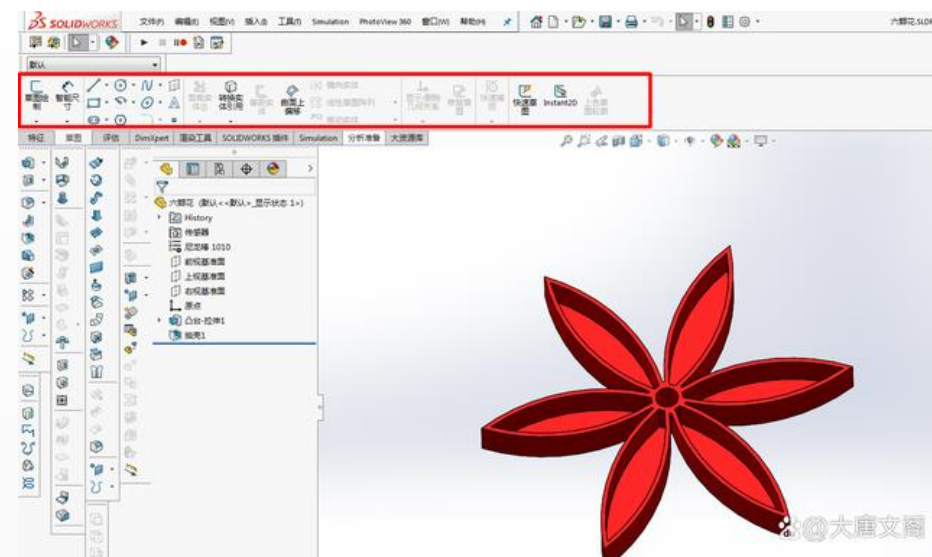 SOLIDWORKS 文件(F) 编辑(E) 视图(V) 插入(I) 工具(T) Simulation PhotoView 360 窗口(W) 帮助(H) 六瓣花.SLDPR
默认
草图绘制 智能尺寸 转换实体引用 曲面上偏移 快速草图 Instant2D
特征 草图 评估 DimXpert 渲染工具 SOLIDWORKS 插件 Simulation 分析准备 大资源库
六瓣花 (默认<<默认>_显示状态 1>)
History
传感器
尼龙棒 1010
前视基准面
上视基准面
右视基准面
原点
凸台-拉伸1
抽壳1
@大唐文阁